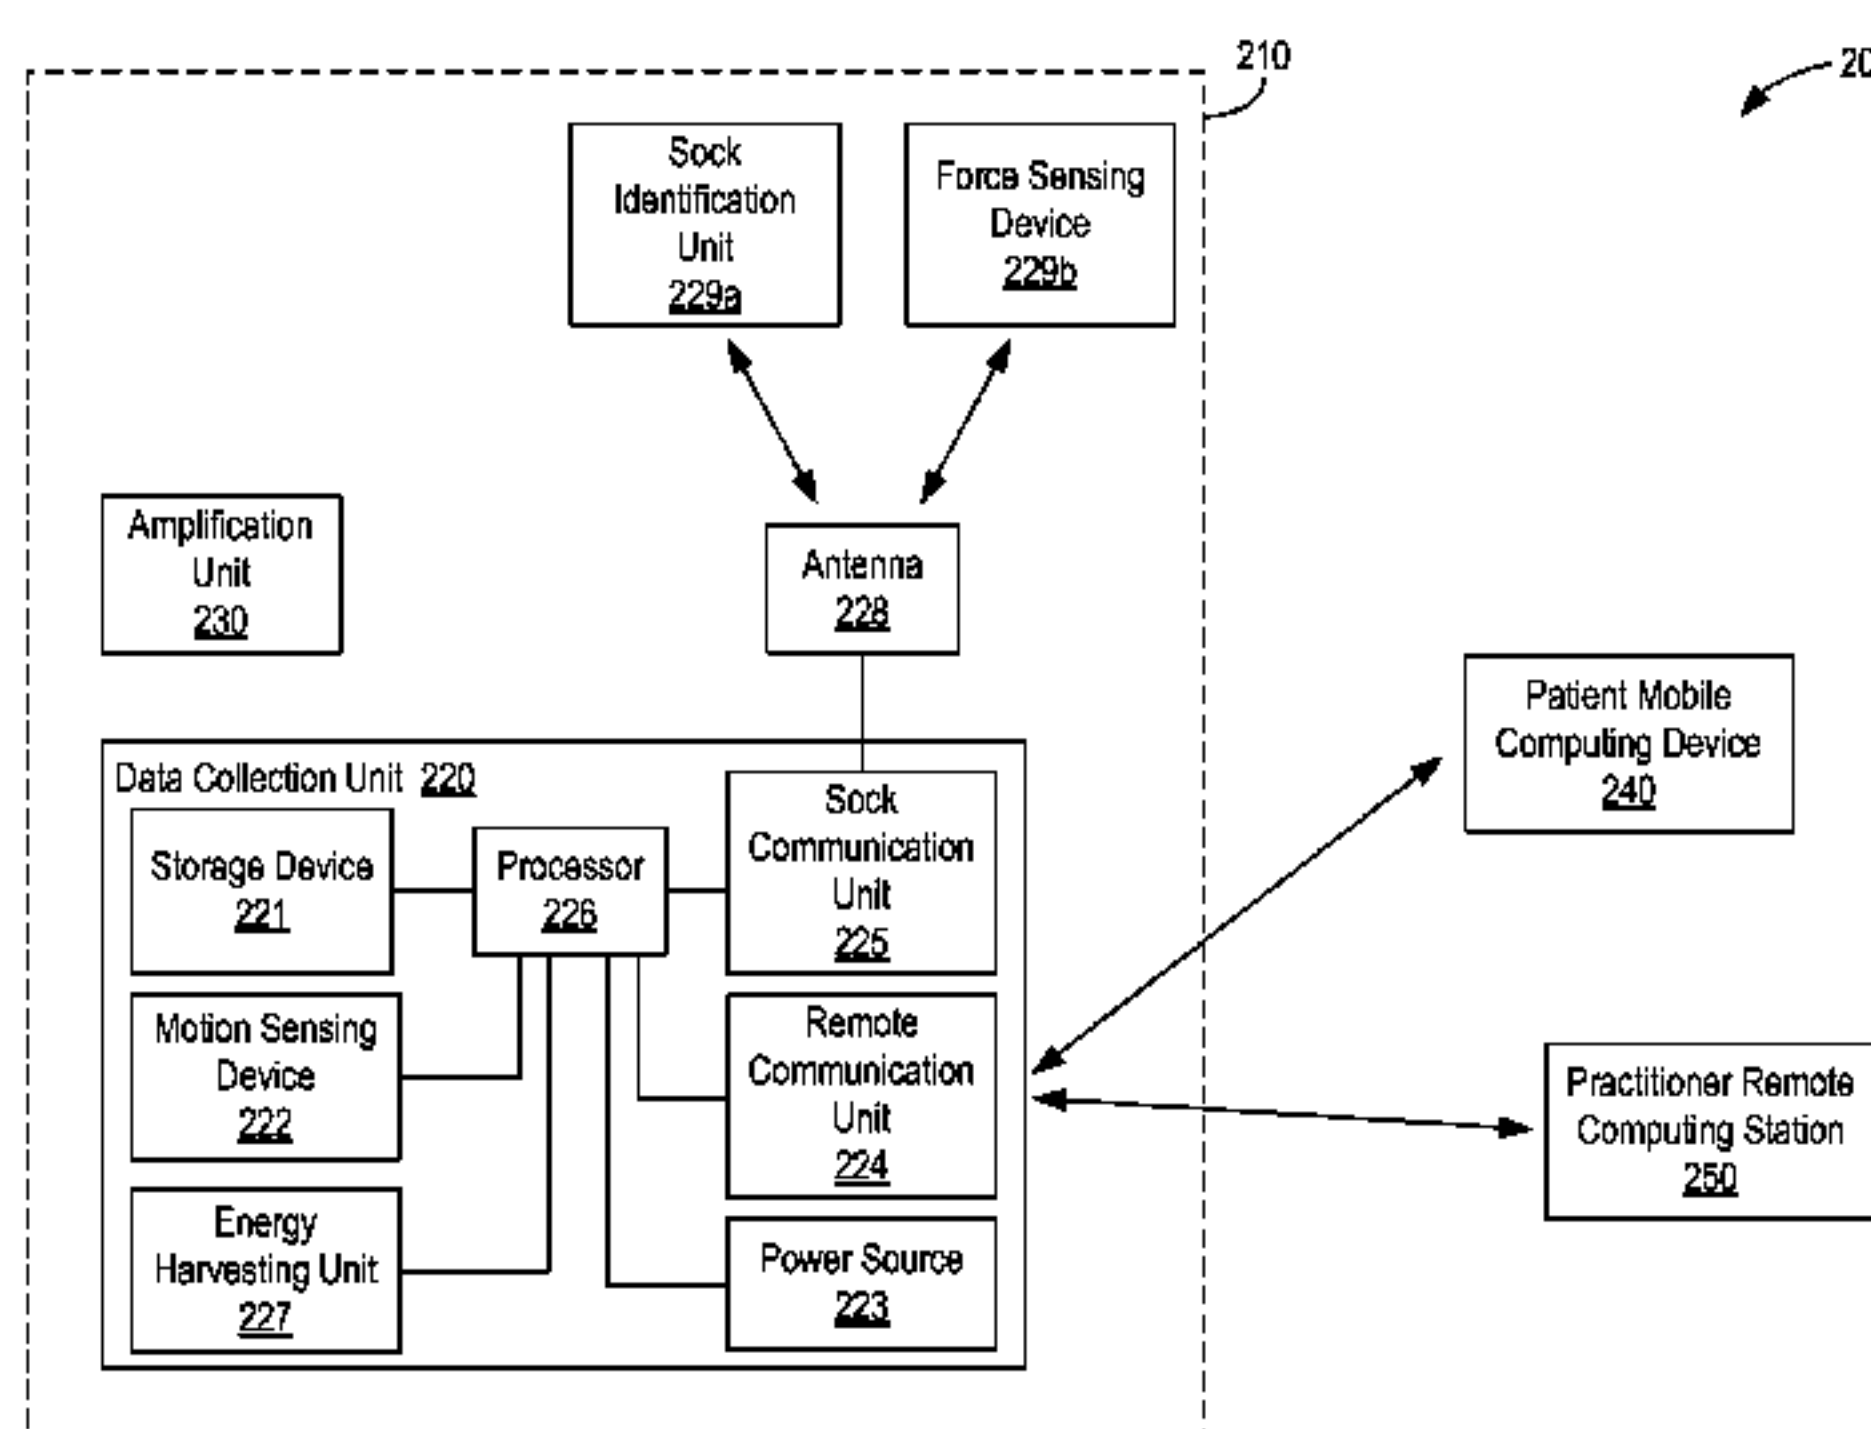 210
20
Sock
Identification
Unit
229a
Force Sensing
Device
229b
Amplification
Unit
230
Antenna
228
Patient Mobile
Computing Device
240
Data Collection Unit 220
Storage Device
221
Processor
226
Sock
Communication
Unit
225
Motion Sensing
Device
222
Remote
Communication
Unit
224
Practitioner Remote
Computing Station
250
Energy
Harvesting Unit
227
Power Source
223